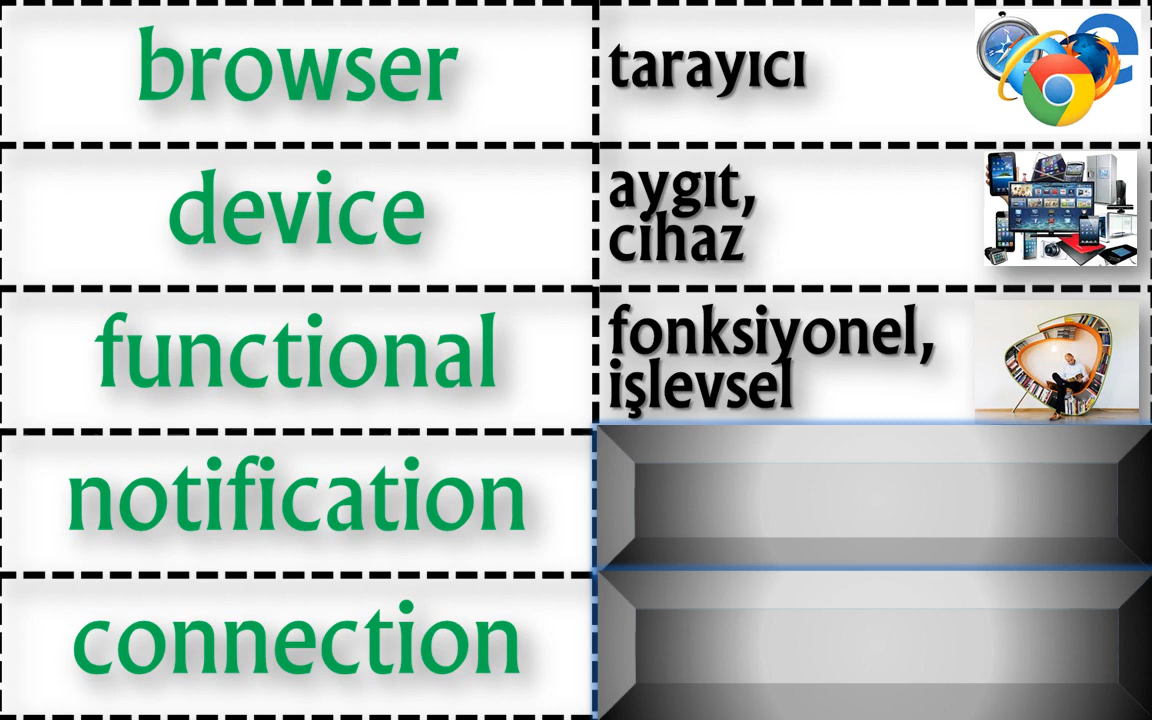 browser
tarayıcı
device
aygıt,
cihaz
functional
fonksiyonel,
işlevsel
notification
connection